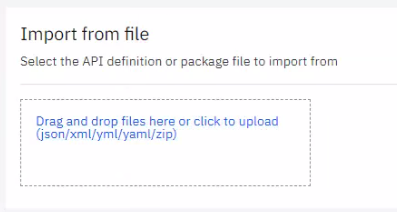 Import from file
Select the API definition or package file to import from
Drag and drop files here or click to upload
(json/xml/yml/yaml/zip)